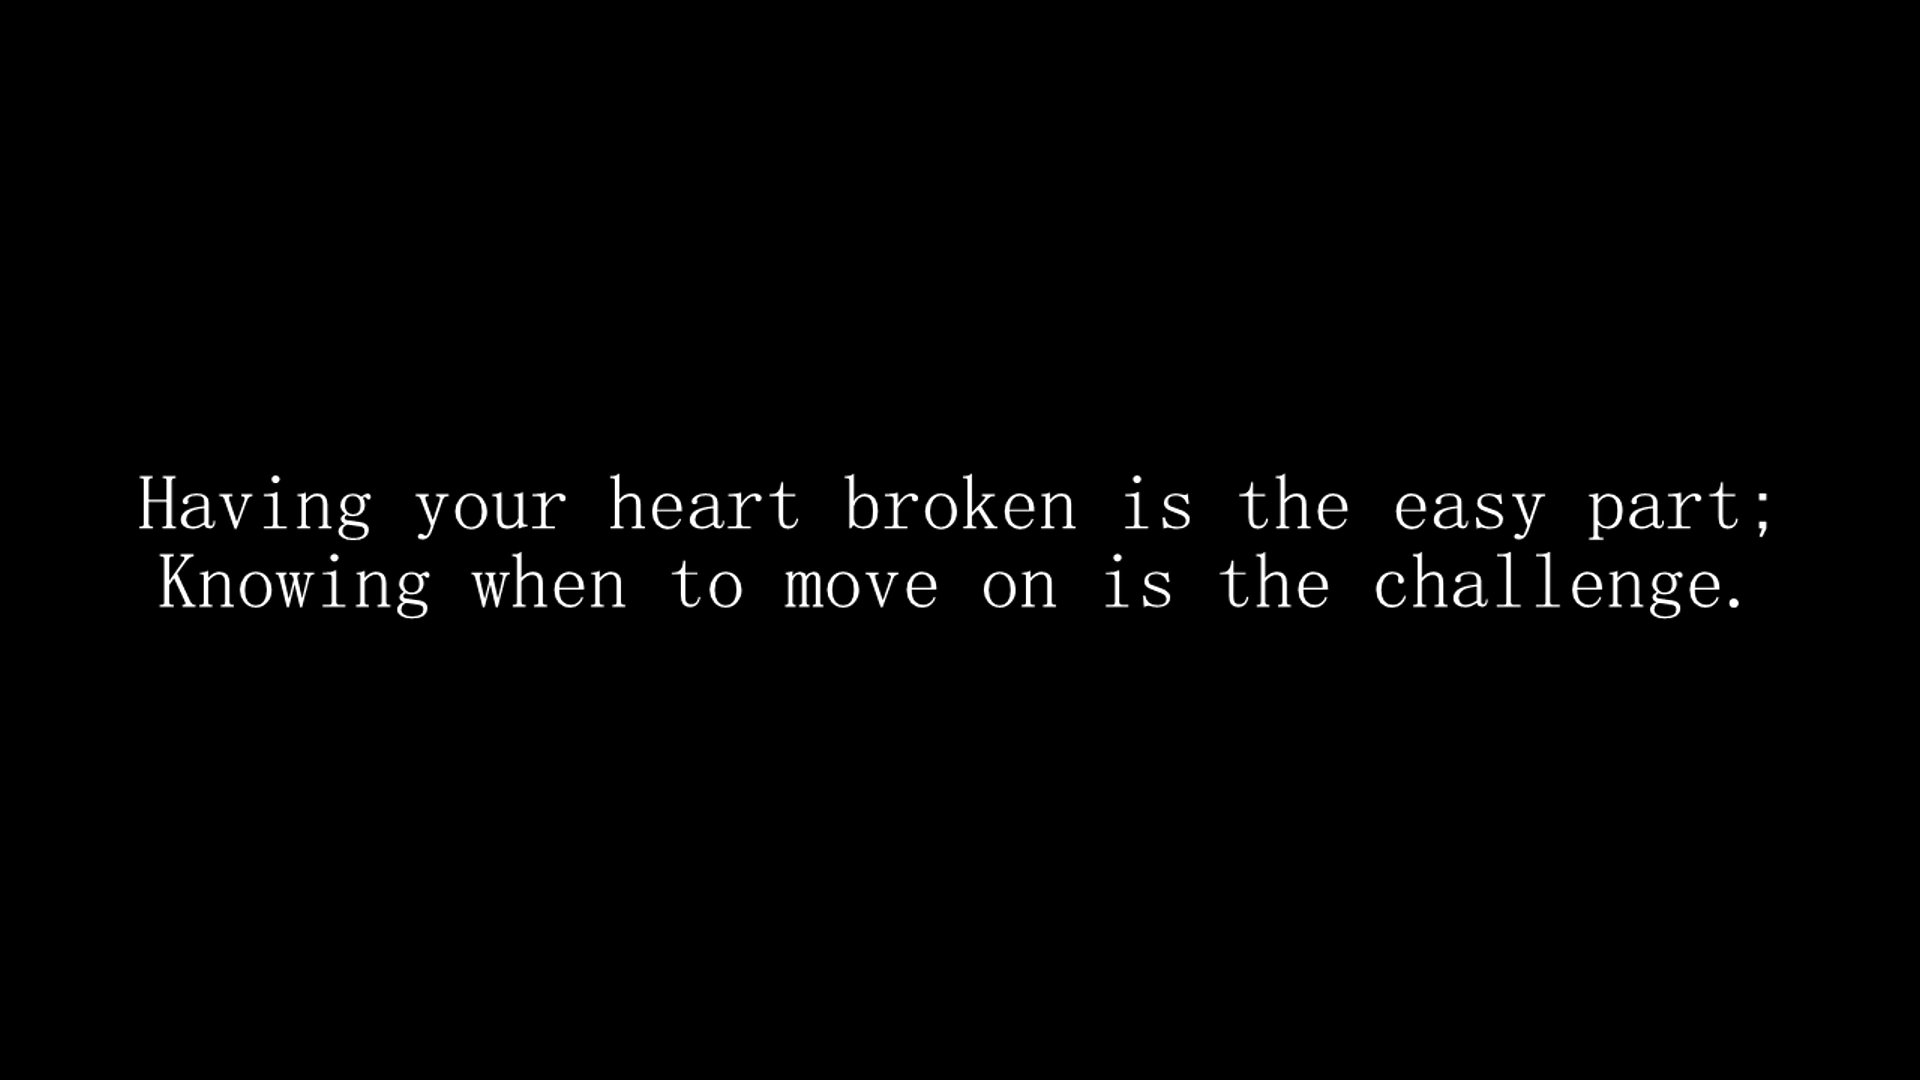 Having your heart broken is the easy part;
Knowing when to move on is the challenge.